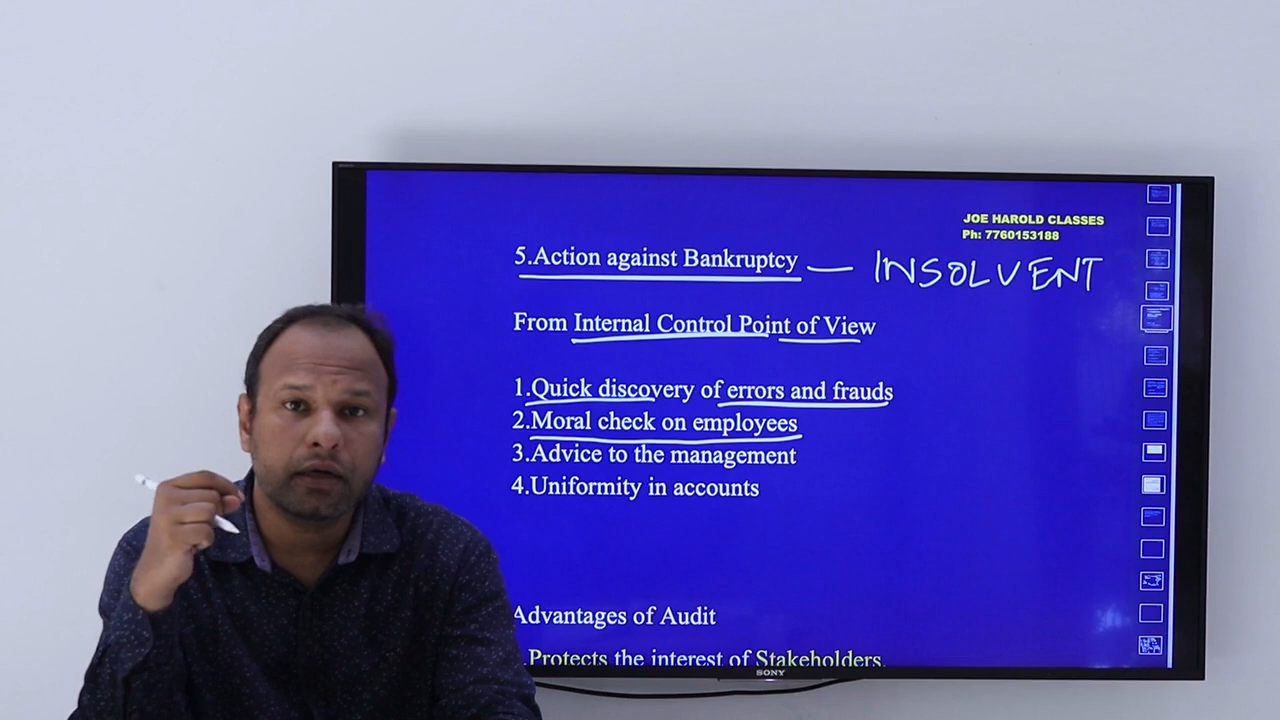 JOE HAROLD CLASSES
Ph: 7760153188
5.Action against Bankruptcy — INSOLVENT
From Internal Control Point of View
1.Quick discovery of errors and frauds
2.Moral check on employees
3.Advice to the management
4.Uniformity in accounts
Advantages of Audit
.Protects the interest of Stakeholders.
SONY